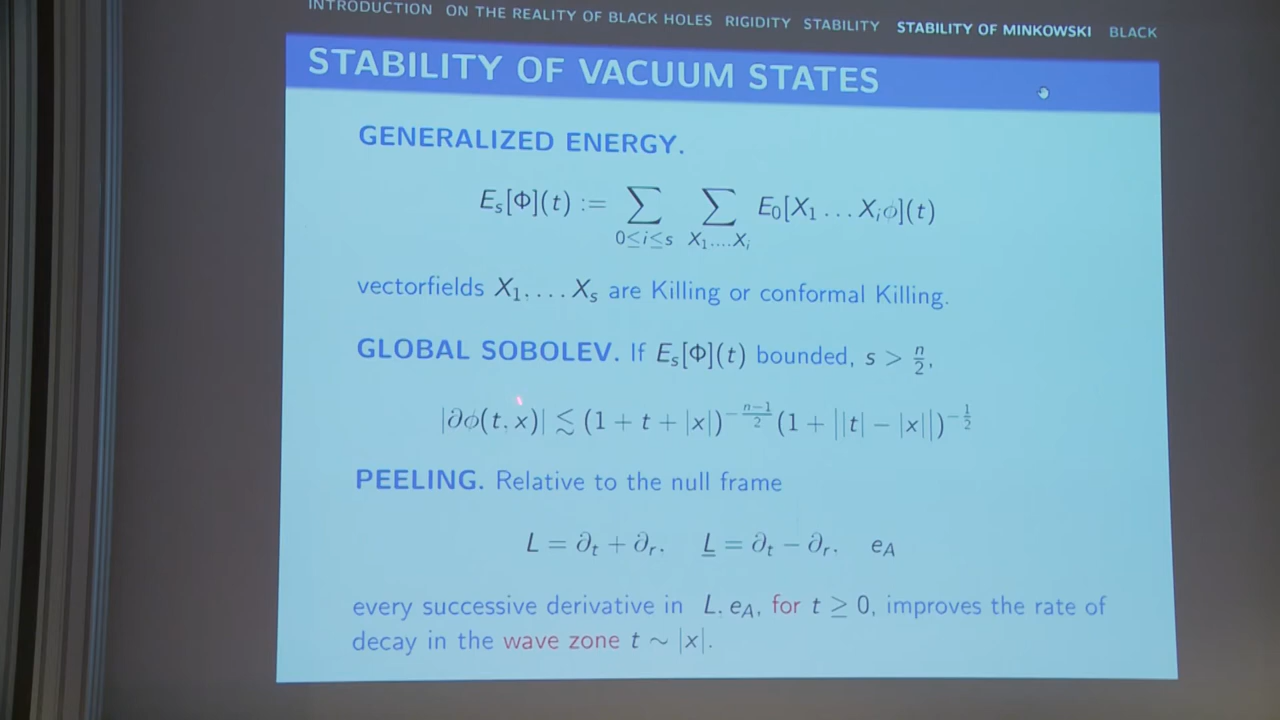 INTRODUCTION ON THE REALITY OF BLACK HOLES RIGIDITY STABILITY STABILITY OF MINKOWSKI BLACK
STABILITY OF VACUUM STATES
GENERALIZED ENERGY.
E_s[Φ](t) := ∑_{0≤i≤s} ∑_{X_1....X_i} E_0[X_1 ... X_iϕ](t)
vectorfields X_1, ... X_s are Killing or conformal Killing.
GLOBAL SOBOLEV. If E_s[Φ](t) bounded, s > n/2,
|∂ϕ(t, x)| ≲ (1 + t + |x|)^{-\frac{n-1}{2}} (1 + ||t| − |x||)^{-\frac{1}{2}}
PEELING. Relative to the null frame
L = ∂_t + ∂_r, \underline{L} = ∂_t − ∂_r, e_A
every successive derivative in L, e_A, for t ≥ 0, improves the rate of
decay in the wave zone t ∼ |x|.